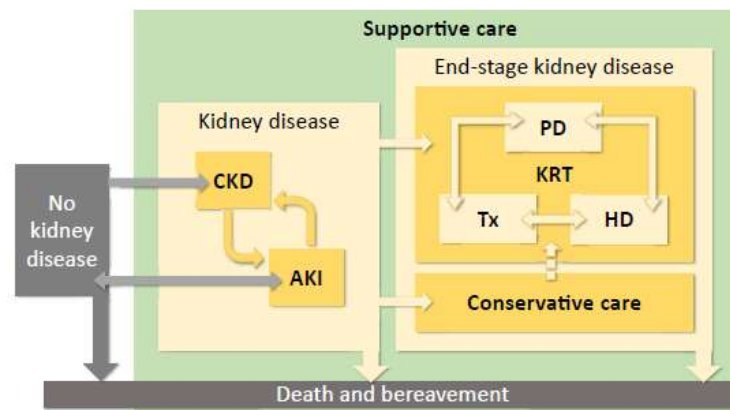 Supportive care
End-stage kidney disease
Kidney disease
PD
CKD
KRT
No
kidney
disease
Tx
HD
AKI
Conservative care
Death and bereavement